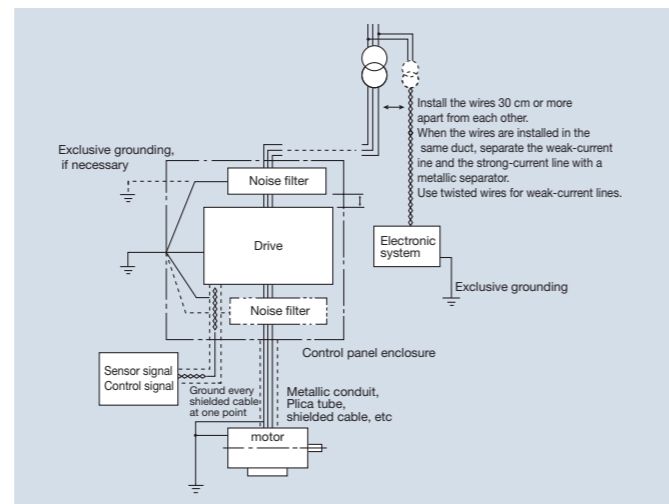 Install the wires 30 cm or more
apart from each other.
When the wires are installed in the
same duct, separate the weak-current
ine and the strong-current line with a
metallic separator.
Use twisted wires for weak-current lines.
Exclusive grounding,
if necessary
Noise filter
Drive
Electronic
system
Exclusive grounding
Noise filter
Control panel enclosure
Sensor signal
Control signal
Ground every
shielded cable
at one point
Metallic conduit,
Plica tube,
shielded cable, etc
motor